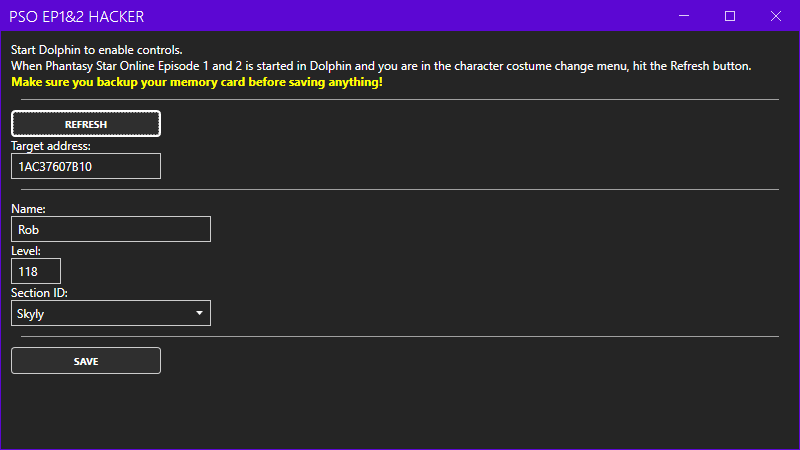 PSO EP1&2 HACKER
Start Dolphin to enable controls.
When Phantasy Star Online Episode 1 and 2 is started in Dolphin and you are in the character costume change menu, hit the Refresh button.
Make sure you backup your memory card before saving anything!
REFRESH
Target address:
1AC37607B10
Name:
Rob
Level:
118
Section ID:
Skyly
SAVE